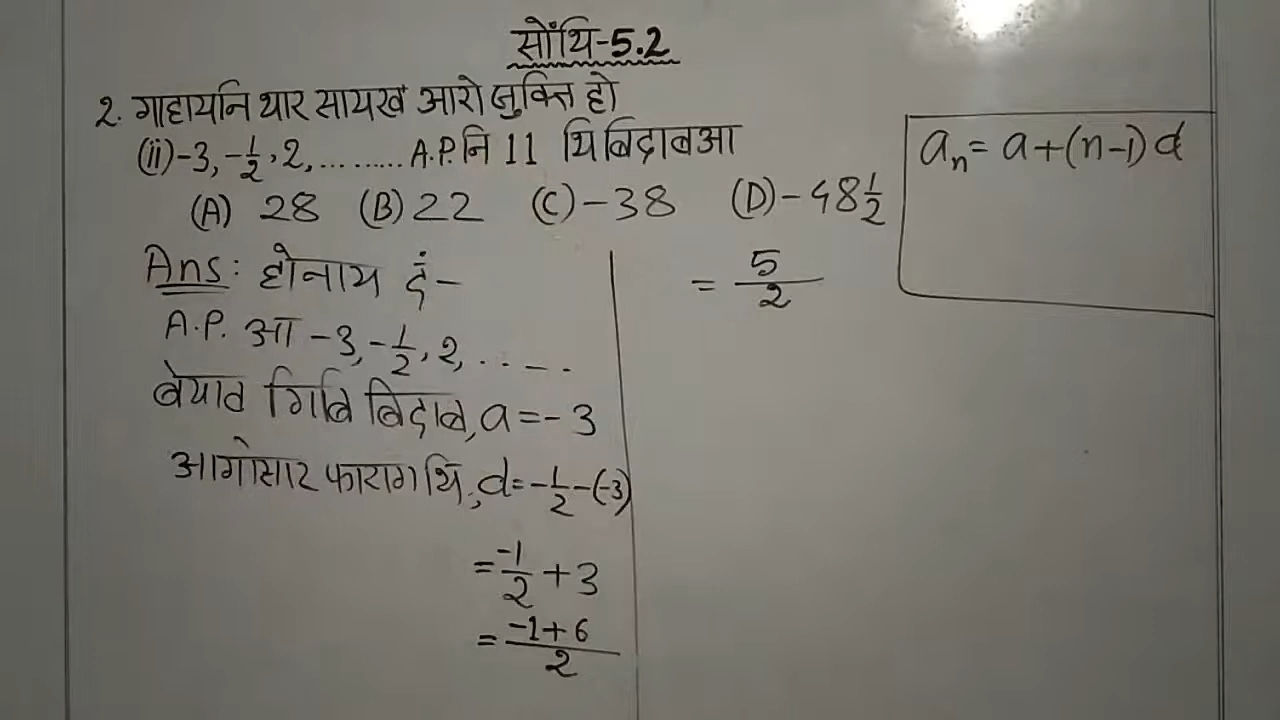 सोंथि-5.2
2. गाहायनि थार सायख आरो जुक्ति हो
(ii) -3, -1/2, 2, ......... A.P. नि 11 थि बिदाबआ
(A) 28 (B) 22 (C) -38 (D) -48 1/2
Ans: होनाय दं-
A.P. आ -3, -1/2, 2, . . - - .
बेयाव गिबि बिदाब, a = -3
आगोसार फारागथि, d = -1/2 - (-3)
= -1/2 + 3
= -1+6/2
= 5/2
aₙ = a+(n-1)d